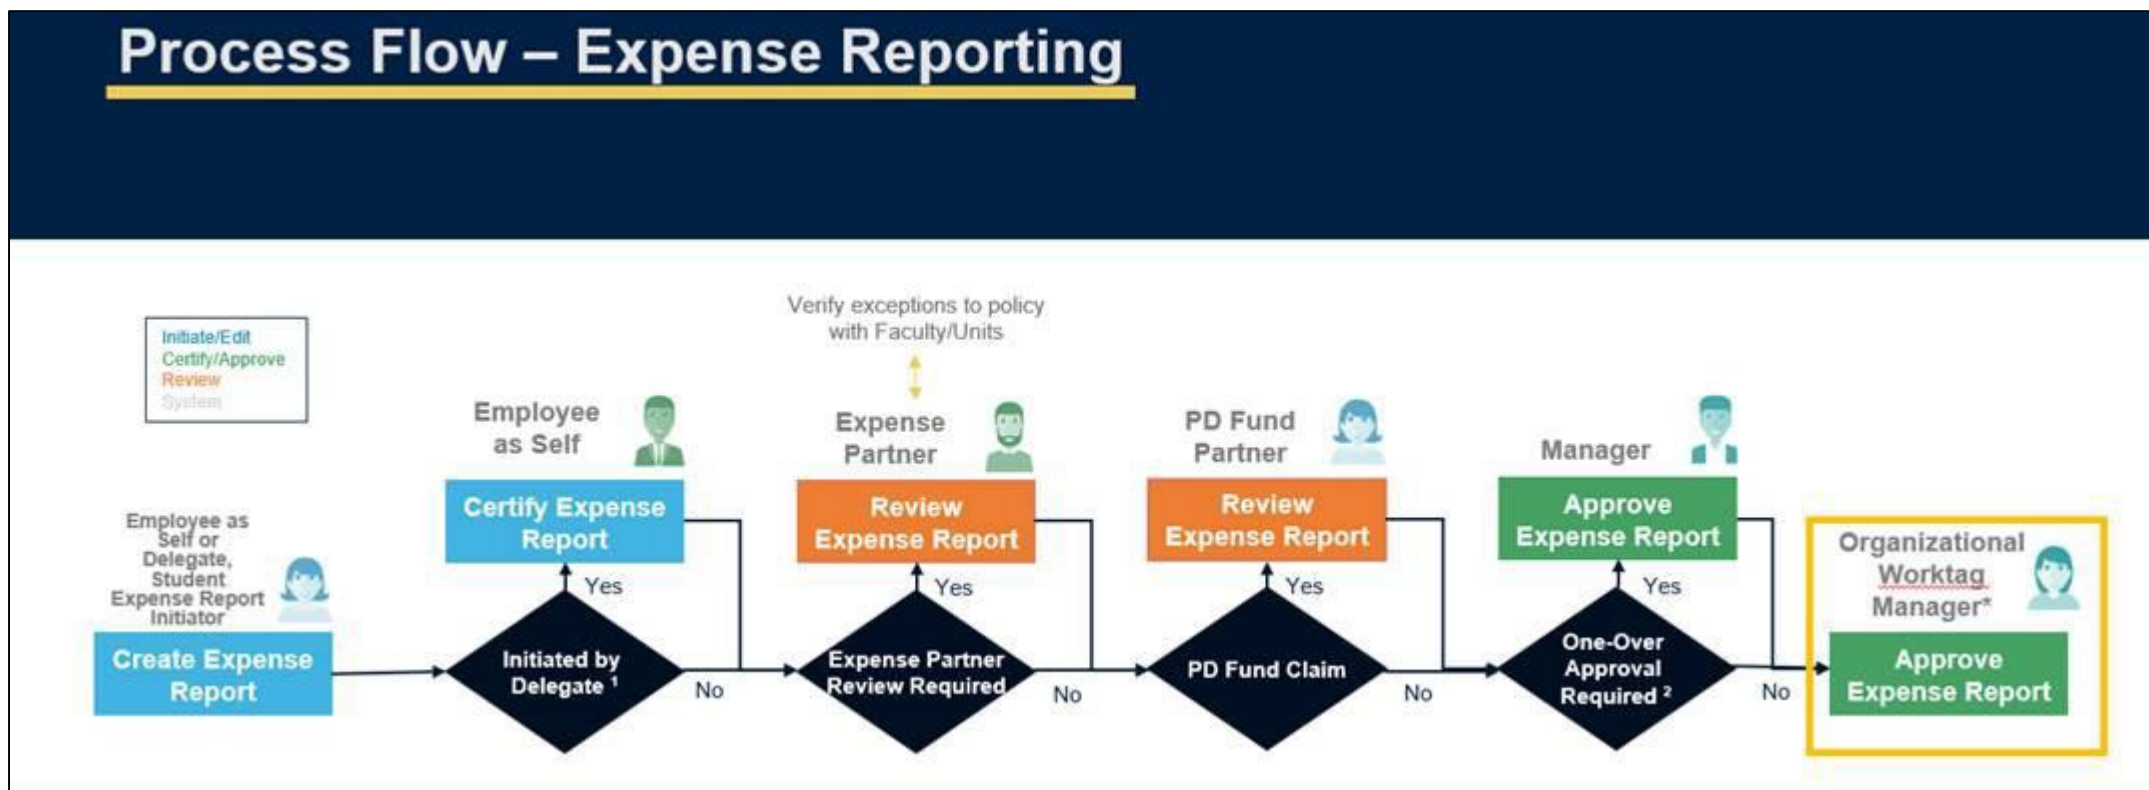 Process Flow – Expense Reporting
Initiate/Edit
Certify/Approve
Review
System
Verify exceptions to policy
with Faculty/Units
Employee as
Self or
Delegate,
Student
Expense Report
Initiator
Create Expense
Report
Employee
as Self
Certify Expense
Report
Yes
Initiated by
Delegate ¹
No
Expense
Partner
Review
Expense Report
Yes
Expense Partner
Review Required
No
PD Fund
Partner
Review
Expense Report
Yes
PD Fund Claim
No
Manager
Approve
Expense Report
Yes
One-Over
Approval
Required ²
No
Organizational
Worktag
Manager*
Approve
Expense Report